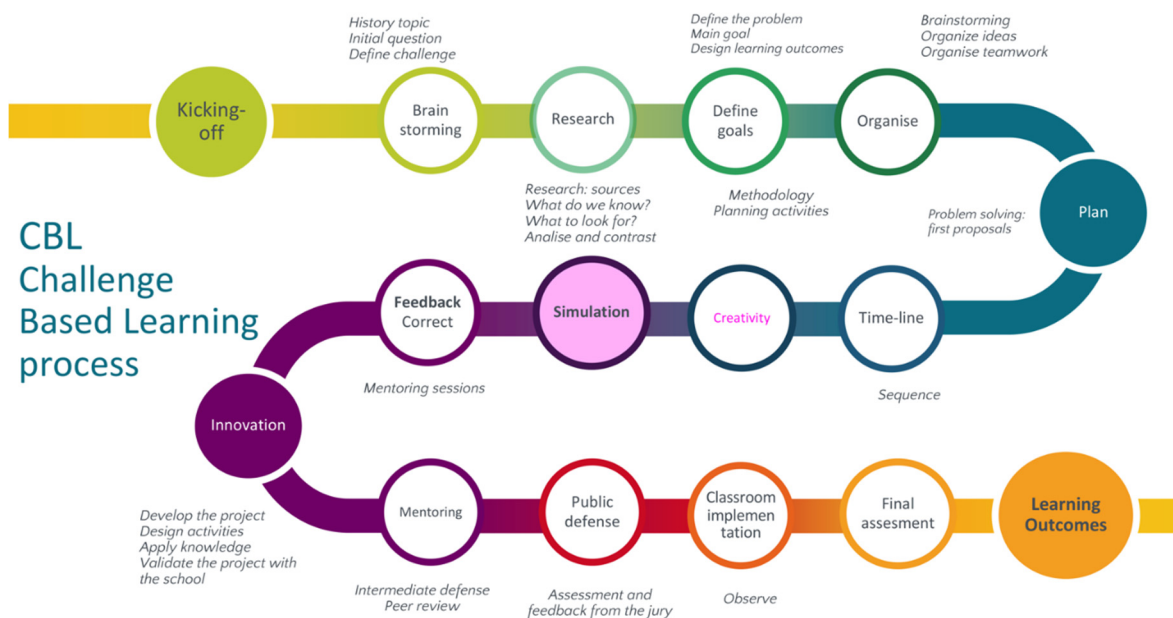 History topic
Initial question
Define challenge
Define the problem
Main goal
Design learning outcomes
Brainstorming
Organize ideas
Organise teamwork
Kicking-
off
Brain
storming
Research
Define
goals
Organise
Research: sources
What do we know?
What to look for?
Analise and contrast
Methodology
Planning activities
Problem solving:
first proposals
Plan
CBL
Challenge
Based Learning
process
Feedback
Correct
Simulation
Creativity
Time-line
Mentoring sessions
Sequence
Innovation
Develop the project
Design activities
Apply knowledge
Validate the project with
the school
Mentoring
Public
defense
Classroom
implemen
tation
Final
assesment
Learning
Outcomes
Intermediate defense
Peer review
Assessment and
feedback from the jury
Observe